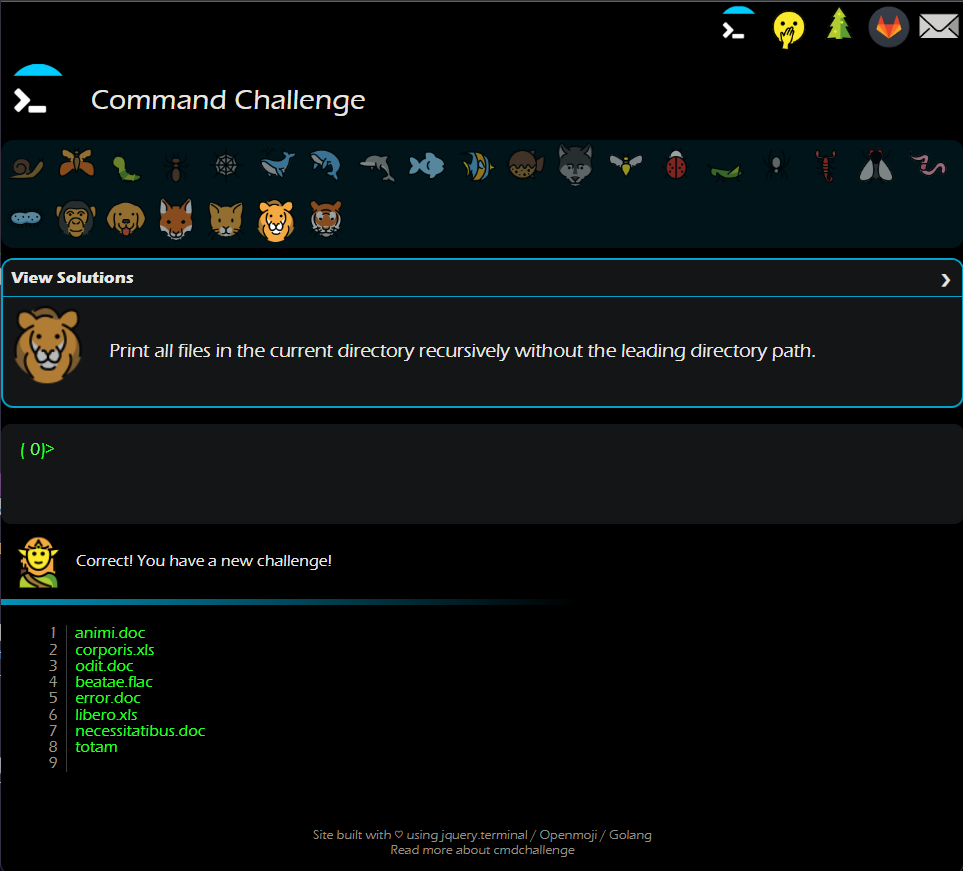 Command Challenge
View Solutions
Print all files in the current directory recursively without the leading directory path.
( 0)>
Correct! You have a new challenge!
1 animi.doc
2 corporis.xls
3 odit.doc
4 beatae.flac
5 error.doc
6 libero.xls
7 necessitatibus.doc
8 totam
9
Site built with ♡ using jquery.terminal / Openmoji / Golang
Read more about cmdchallenge